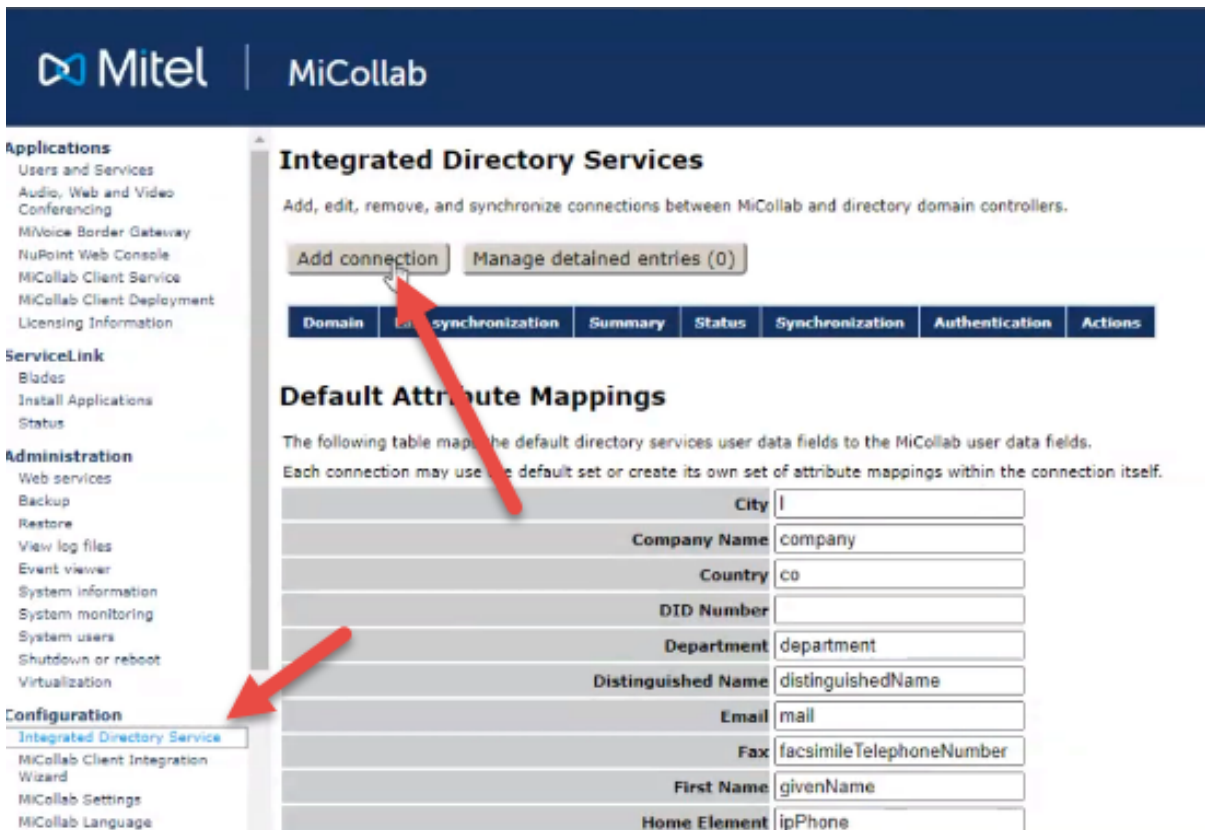 Mitel
MiCollab
Applications
Users and Services
Audio, Web and Video
Conferencing
MiVoice Border Gateway
NuPoint Web Console
MiCollab Client Service
MiCollab Client Deployment
Licensing Information
ServiceLink
Blades
Install Applications
Status
Administration
Web services
Backup
Restore
View log files
Event viewer
System information
System monitoring
System users
Shutdown or reboot
Virtualization
Configuration
Integrated Directory Service
MiCollab Client Integration
Wizard
MiCollab Settings
MiCollab Language
Integrated Directory Services
Add, edit, remove, and synchronize connections between MiCollab and directory domain controllers.
Add connection Manage detained entries (0)
Domain synchronization Summary Status Synchronization Authentication Actions
Default Attribute Mappings
The following table maps the default directory services user data fields to the MiCollab user data fields.
Each connection may use default set or create its own set of attribute mappings within the connection itself.
City l
Company Name company
Country co
DID Number
Department department
Distinguished Name distinguishedName
Email mail
Fax facsimileTelephoneNumber
First Name givenName
Home Element ipPhone